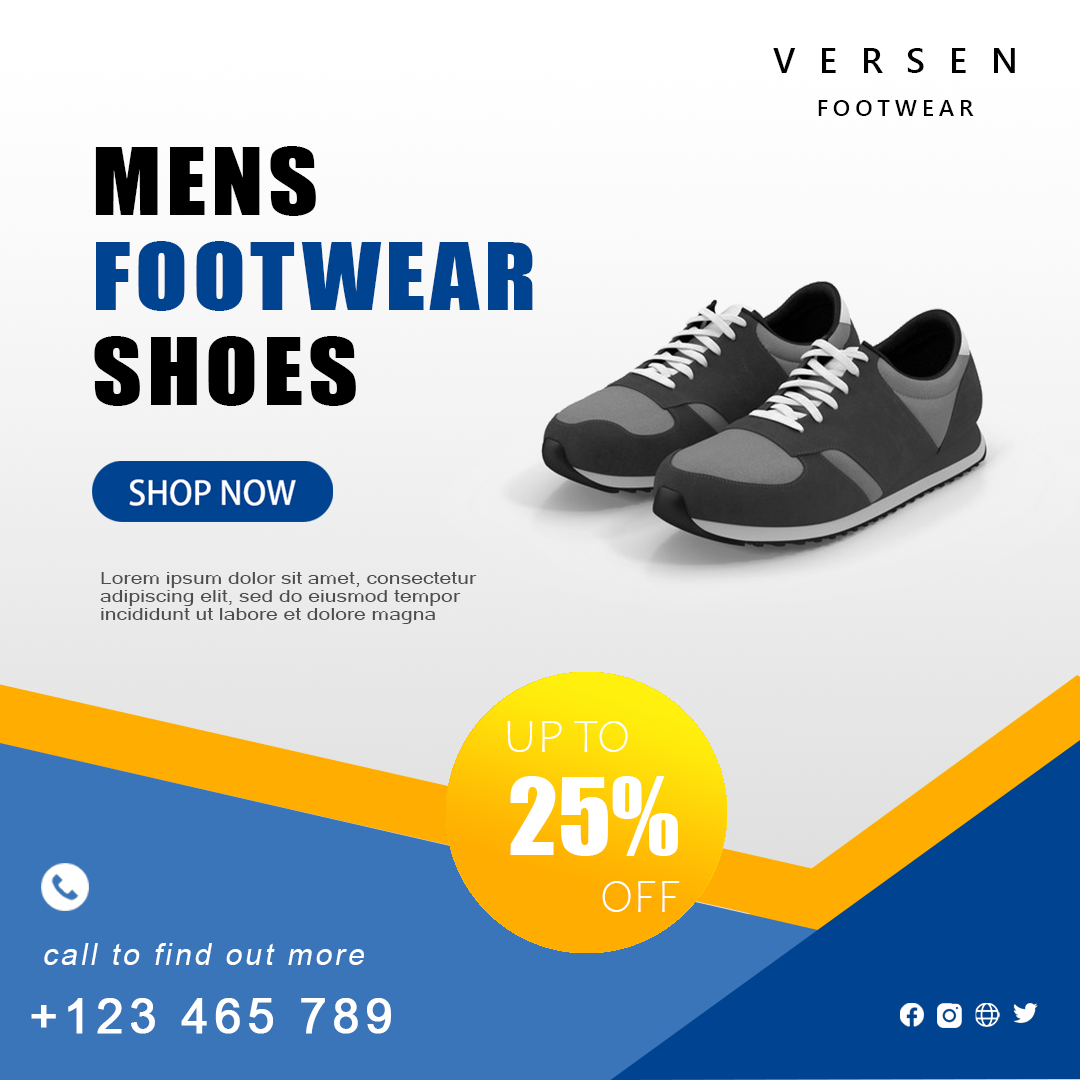 VERSEN
FOOTWEAR
MENS
FOOTWEAR
SHOES
SHOP NOW
Lorem ipsum dolor sit amet, consectetur
adipiscing elit, sed do eiusmod tempor
incididunt ut labore et dolore magna
UP TO
25%
OFF
call to find out more
+123 465 789